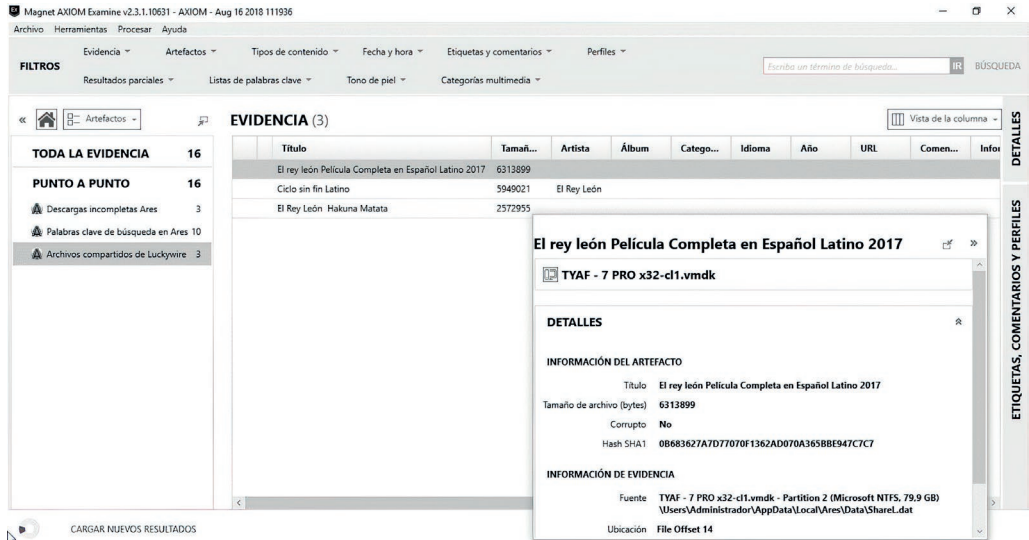 Magnet AXIOM Examine v2.3.1.10631 - AXIOM - Aug 16 2018 111936
Archivo Herramientas Procesar Ayuda
FILTROS
Evidencia Artefactos Tipos de contenido Fecha y hora Etiquetas y comentarios Perfiles
Resultados parciales Listas de palabras clave Tono de piel Categorías multimedia
Escriba un término de búsqueda... IR BÚSQUEDA
« Artefactos
TODA LA EVIDENCIA 16
PUNTO A PUNTO 16
Descargas incompletas Ares 3
Palabras clave de búsqueda en Ares 10
Archivos compartidos de Luckywire 3
EVIDENCIA (3)
Vista de la columna
Título Tamañ... Artista Álbum Catego... Idioma Año URL Comen... Infor
El rey león Película Completa en Español Latino 2017 6313899
Ciclo sin fin Latino 5949021 El Rey León
El Rey León Hakuna Matata 2572955
El rey león Película Completa en Español Latino 2017 »
TYAF - 7 PRO x32-cl1.vmdk
DETALLES
INFORMACIÓN DEL ARTEFACTO
Título El rey león Película Completa en Español Latino 2017
Tamaño de archivo (bytes) 6313899
Corrupto No
Hash SHA1 0B683627A7D77070F1362AD070A365BBE947C7C7
INFORMACIÓN DE EVIDENCIA
Fuente TYAF - 7 PRO x32-cl1.vmdk - Partition 2 (Microsoft NTFS, 79.9 GB)
\Users\Administrador\AppData\Local\Ares\Data\ShareL.dat
Ubicación File Offset 14
DETALLES
ETIQUETAS, COMENTARIOS Y PERFILES
CARGAR NUEVOS RESULTADOS